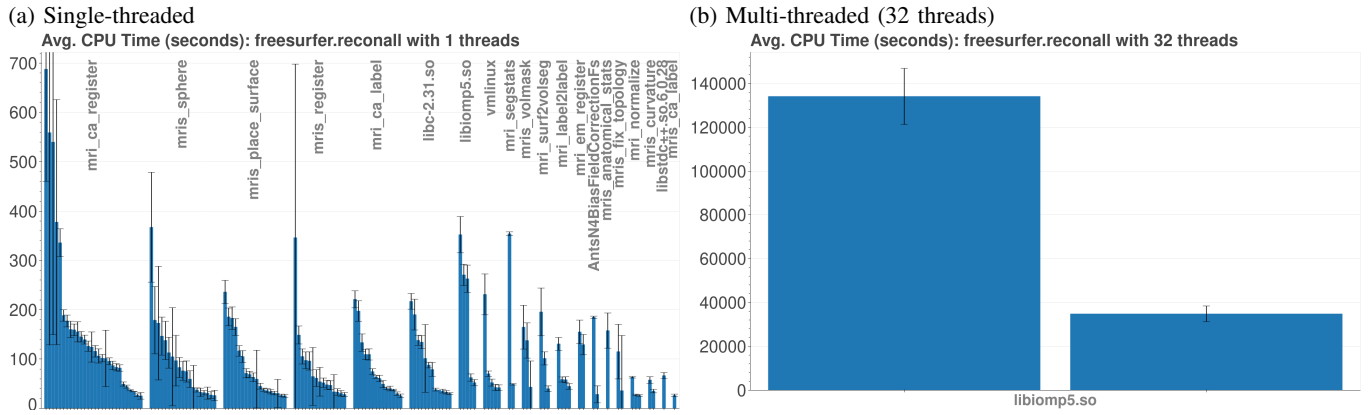 (a) Single-threaded
Avg. CPU Time (seconds): freesurfer.reconall with 1 threads
700
600
500
400
300
200
100
0
mri_ca_register
mris_sphere
mris_place_surface
mris_register
mri_ca_label
libc-2.31.so
libiomp5.so
vmlinux
mri_segstats
mris_volmask
mri_surf2volseg
mri_label2label
mri_em_register
AntsN4BiasFieldCorrectionFs
mris_anatomical_stats
mris_fix_topology
mri_normalize
mris_curvature
libstdc++.so.6.0.28
mris_ca_label
(b) Multi-threaded (32 threads)
Avg. CPU Time (seconds): freesurfer.reconall with 32 threads
140000
120000
100000
80000
60000
40000
20000
0
libiomp5.so